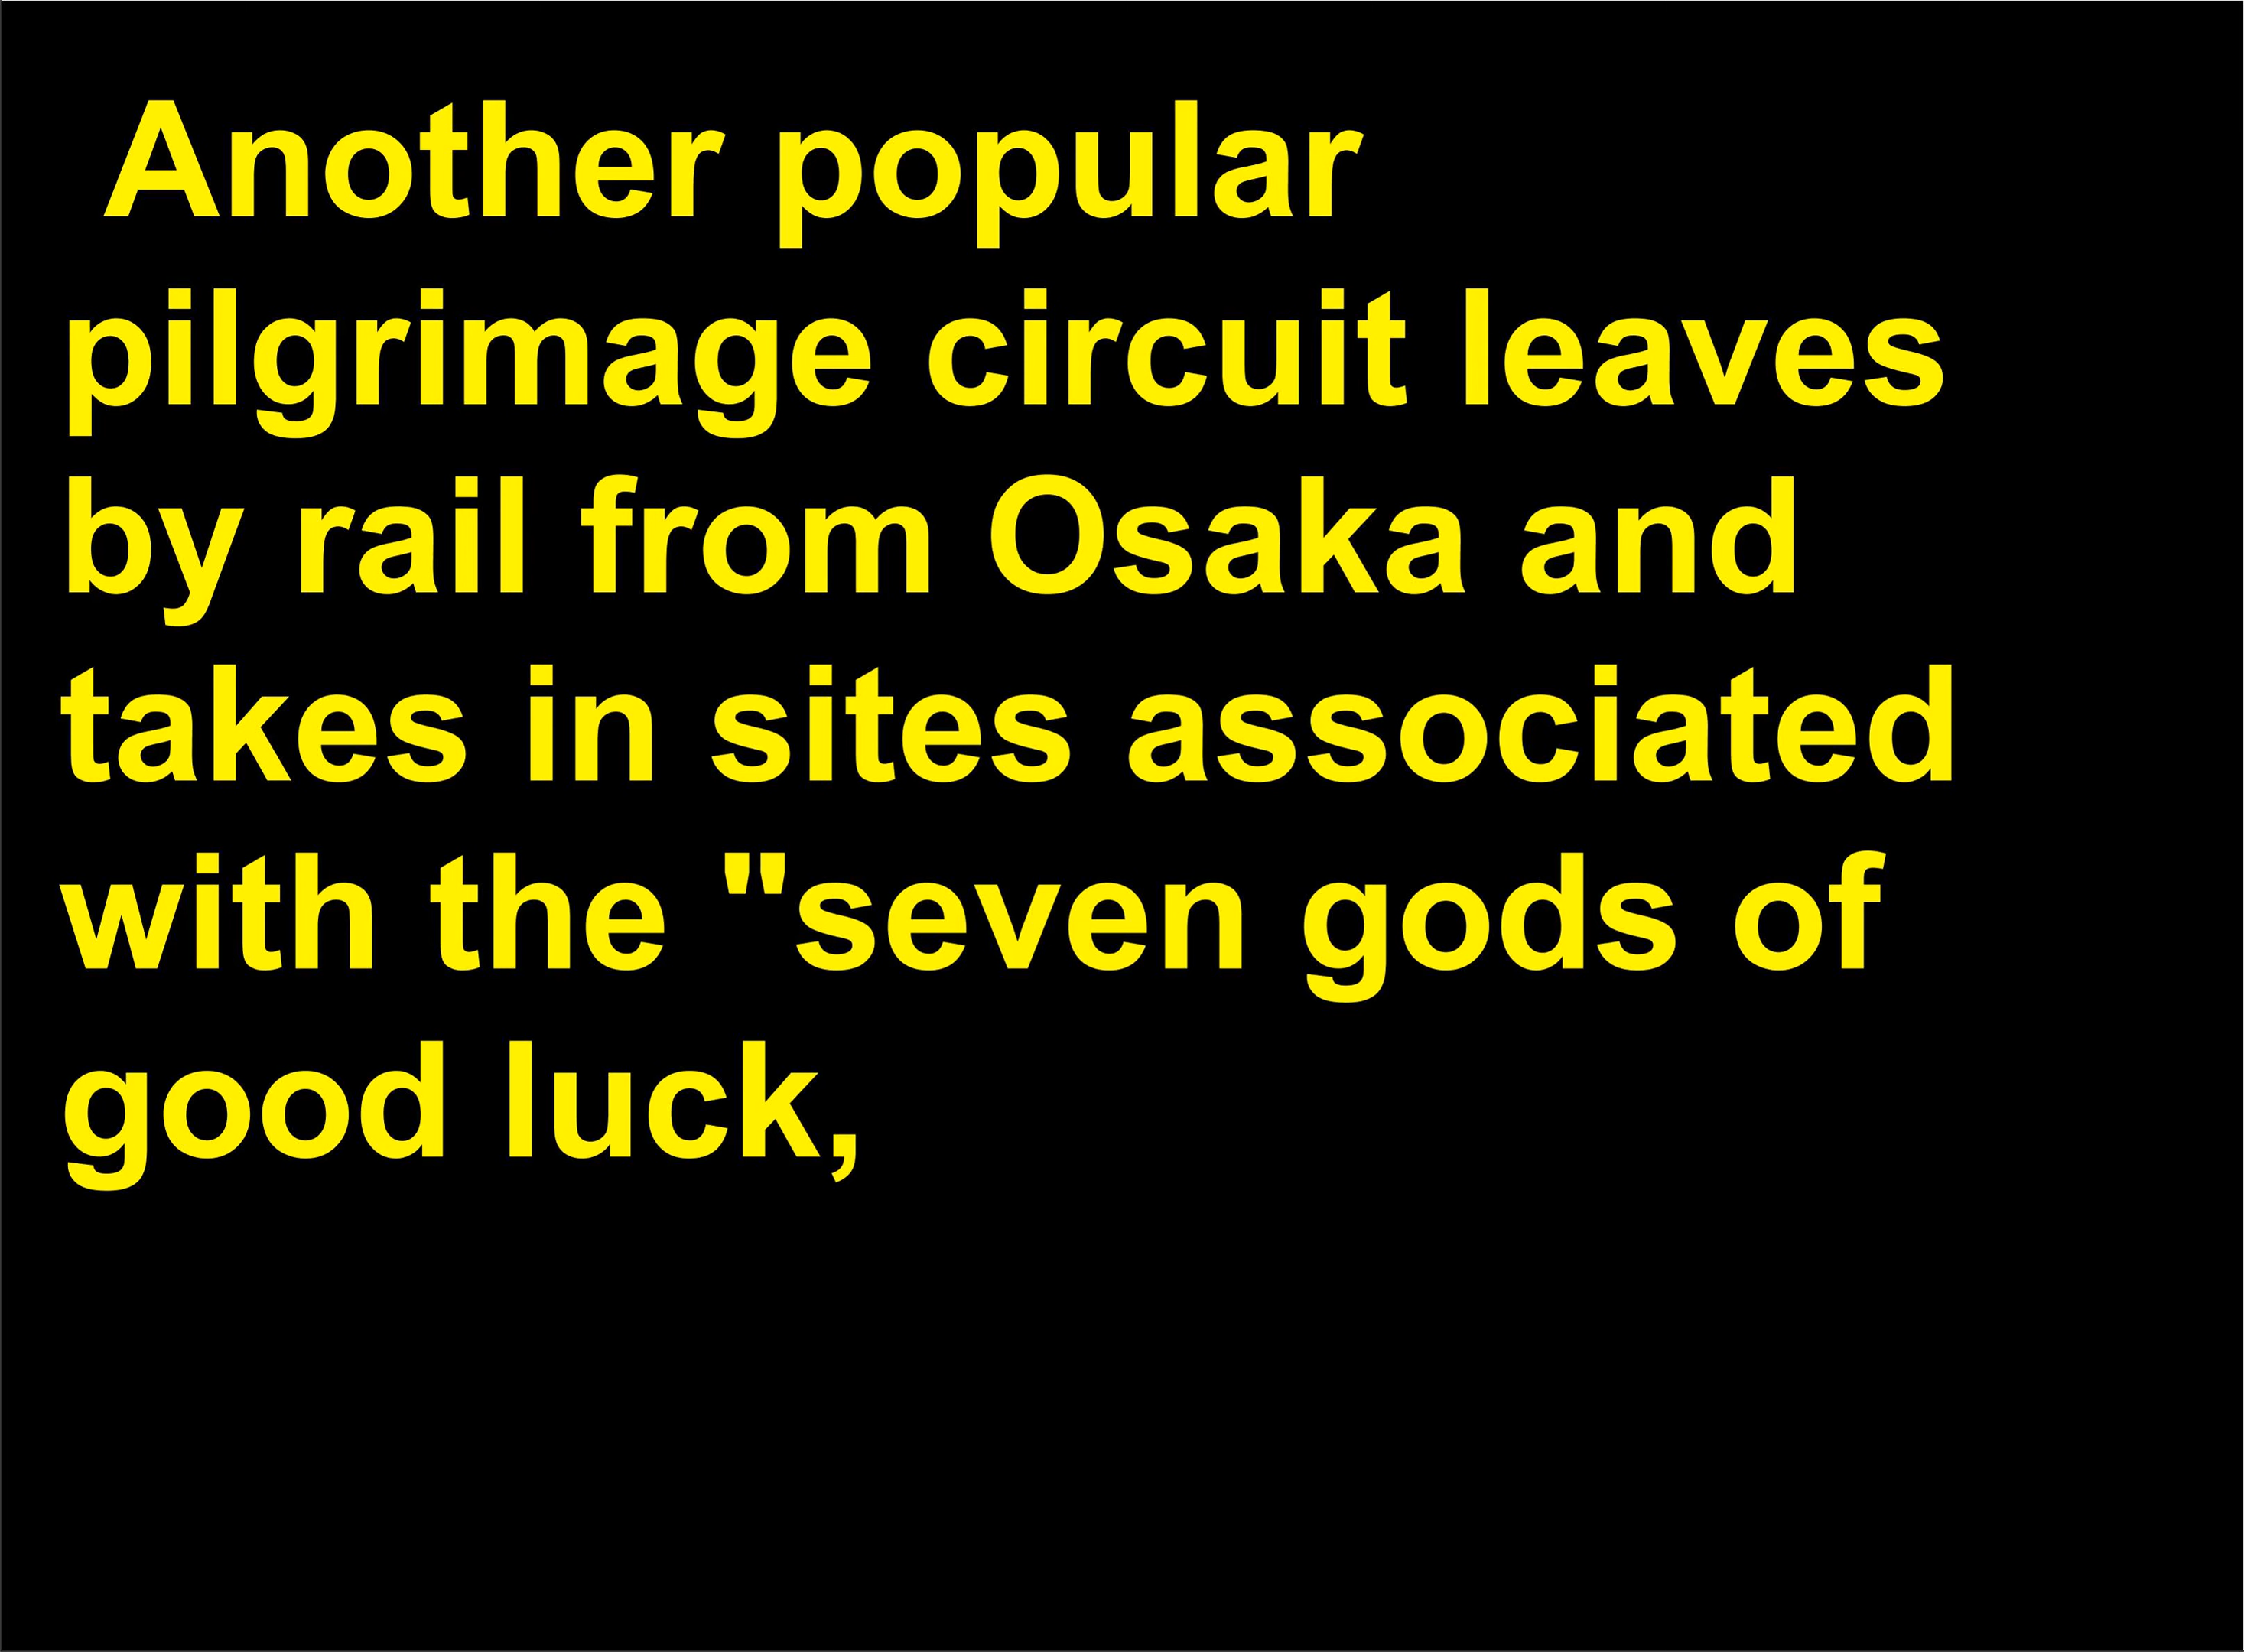 Another popular
pilgrimage circuit leaves
by rail from Osaka and
takes in sites associated
with the "seven gods of
good luck,